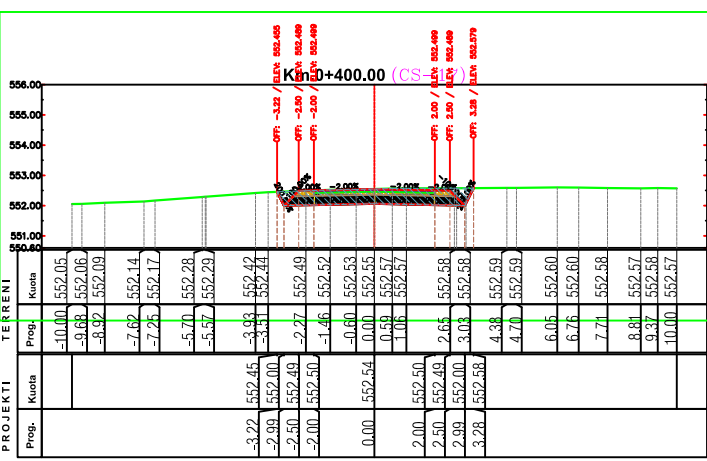 OFF: -3.22 / ELEV: 552.455
OFF: -2.50 / ELEV: 552.489
OFF: -2.00 / ELEV: 552.499
OFF: 2.00 / ELEV: 552.499
OFF: 2.50 / ELEV: 552.489
OFF: 3.28 / ELEV: 552.579
Km 0+400.00 (CS-17)
556.00
555.00
554.00
553.00
552.00
551.00
550.60
-2.00% -2.00%
TERRENI
Kuota 552.05 552.06 552.09 552.14 552.17 552.28 552.29 552.42 552.44 552.49 552.52 552.53 552.55 552.57 552.57 552.58 552.58 552.59 552.59 552.60 552.60 552.58 552.57 552.58 552.57
Prog. -10.00 -9.68 -8.92 -7.62 -7.25 -5.70 -5.57 -3.93 -3.51 -2.27 -1.46 -0.60 0.00 0.59 1.06 2.65 3.03 4.38 4.70 6.05 6.76 7.71 8.81 9.37 10.00
PROJEKTI
Kuota 552.45 552.00 552.49 552.50 552.54 552.50 552.49 552.00 552.58
Prog. -3.22 -2.99 -2.50 -2.00 0.00 2.00 2.50 2.99 3.28